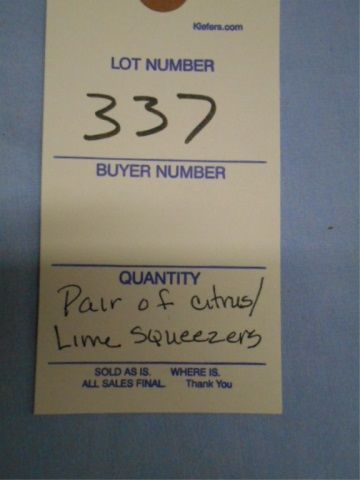 Kiefers.com
LOT NUMBER
337
BUYER NUMBER
QUANTITY
Pair of citrus/
Lime Squeezers
SOLD AS IS. WHERE IS.
ALL SALES FINAL. Thank You